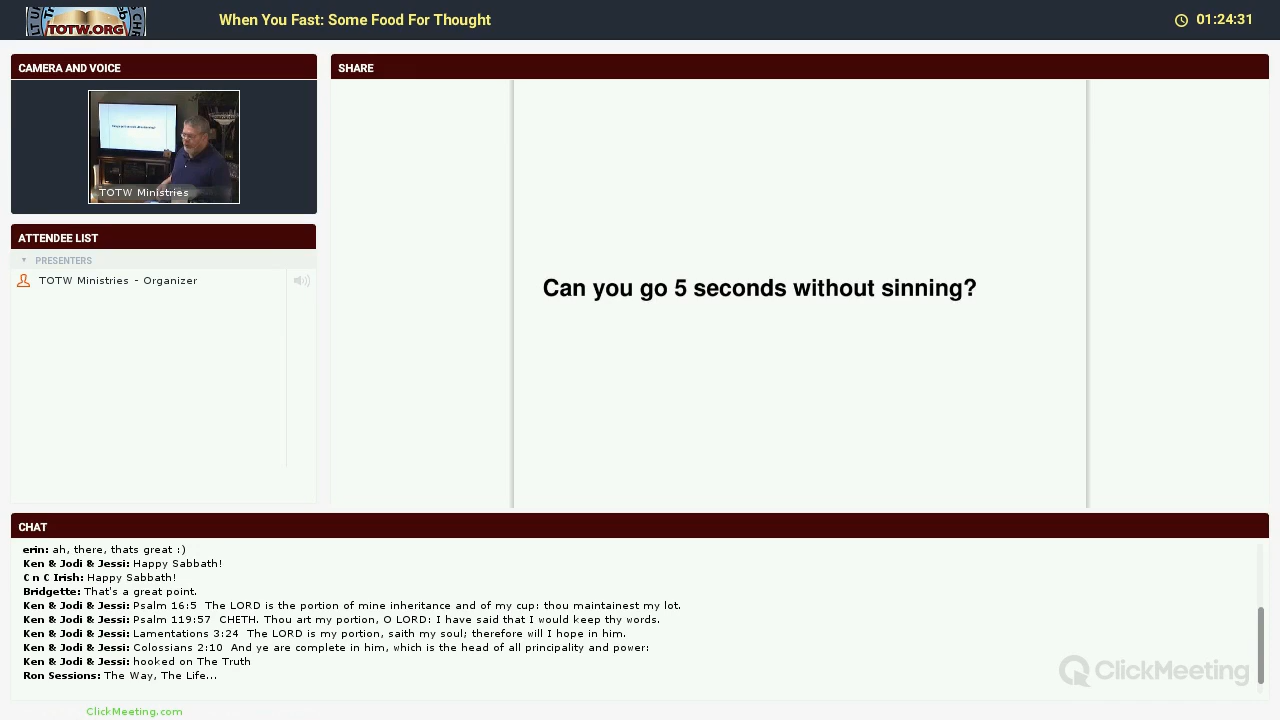 TOTW.ORG
When You Fast: Some Food For Thought
01:24:31
CAMERA AND VOICE
TOTW Ministries
SHARE
Can you go 5 seconds without sinning?
ATTENDEE LIST
PRESENTERS
TOTW Ministries - Organizer
CHAT
erin: ah, there, thats great :)
Ken & Jodi & Jessi: Happy Sabbath!
C n C Irish: Happy Sabbath!
Bridgette: That's a great point.
Ken & Jodi & Jessi: Psalm 16:5 The LORD is the portion of mine inheritance and of my cup: thou maintainest my lot.
Ken & Jodi & Jessi: Psalm 119:57 CHETH. Thou art my portion, O LORD: I have said that I would keep thy words.
Ken & Jodi & Jessi: Lamentations 3:24 The LORD is my portion, saith my soul; therefore will I hope in him.
Ken & Jodi & Jessi: Colossians 2:10 And ye are complete in him, which is the head of all principality and power:
Ken & Jodi & Jessi: hooked on The Truth
Ron Sessions: The Way, The Life...
ClickMeeting
ClickMeeting.com